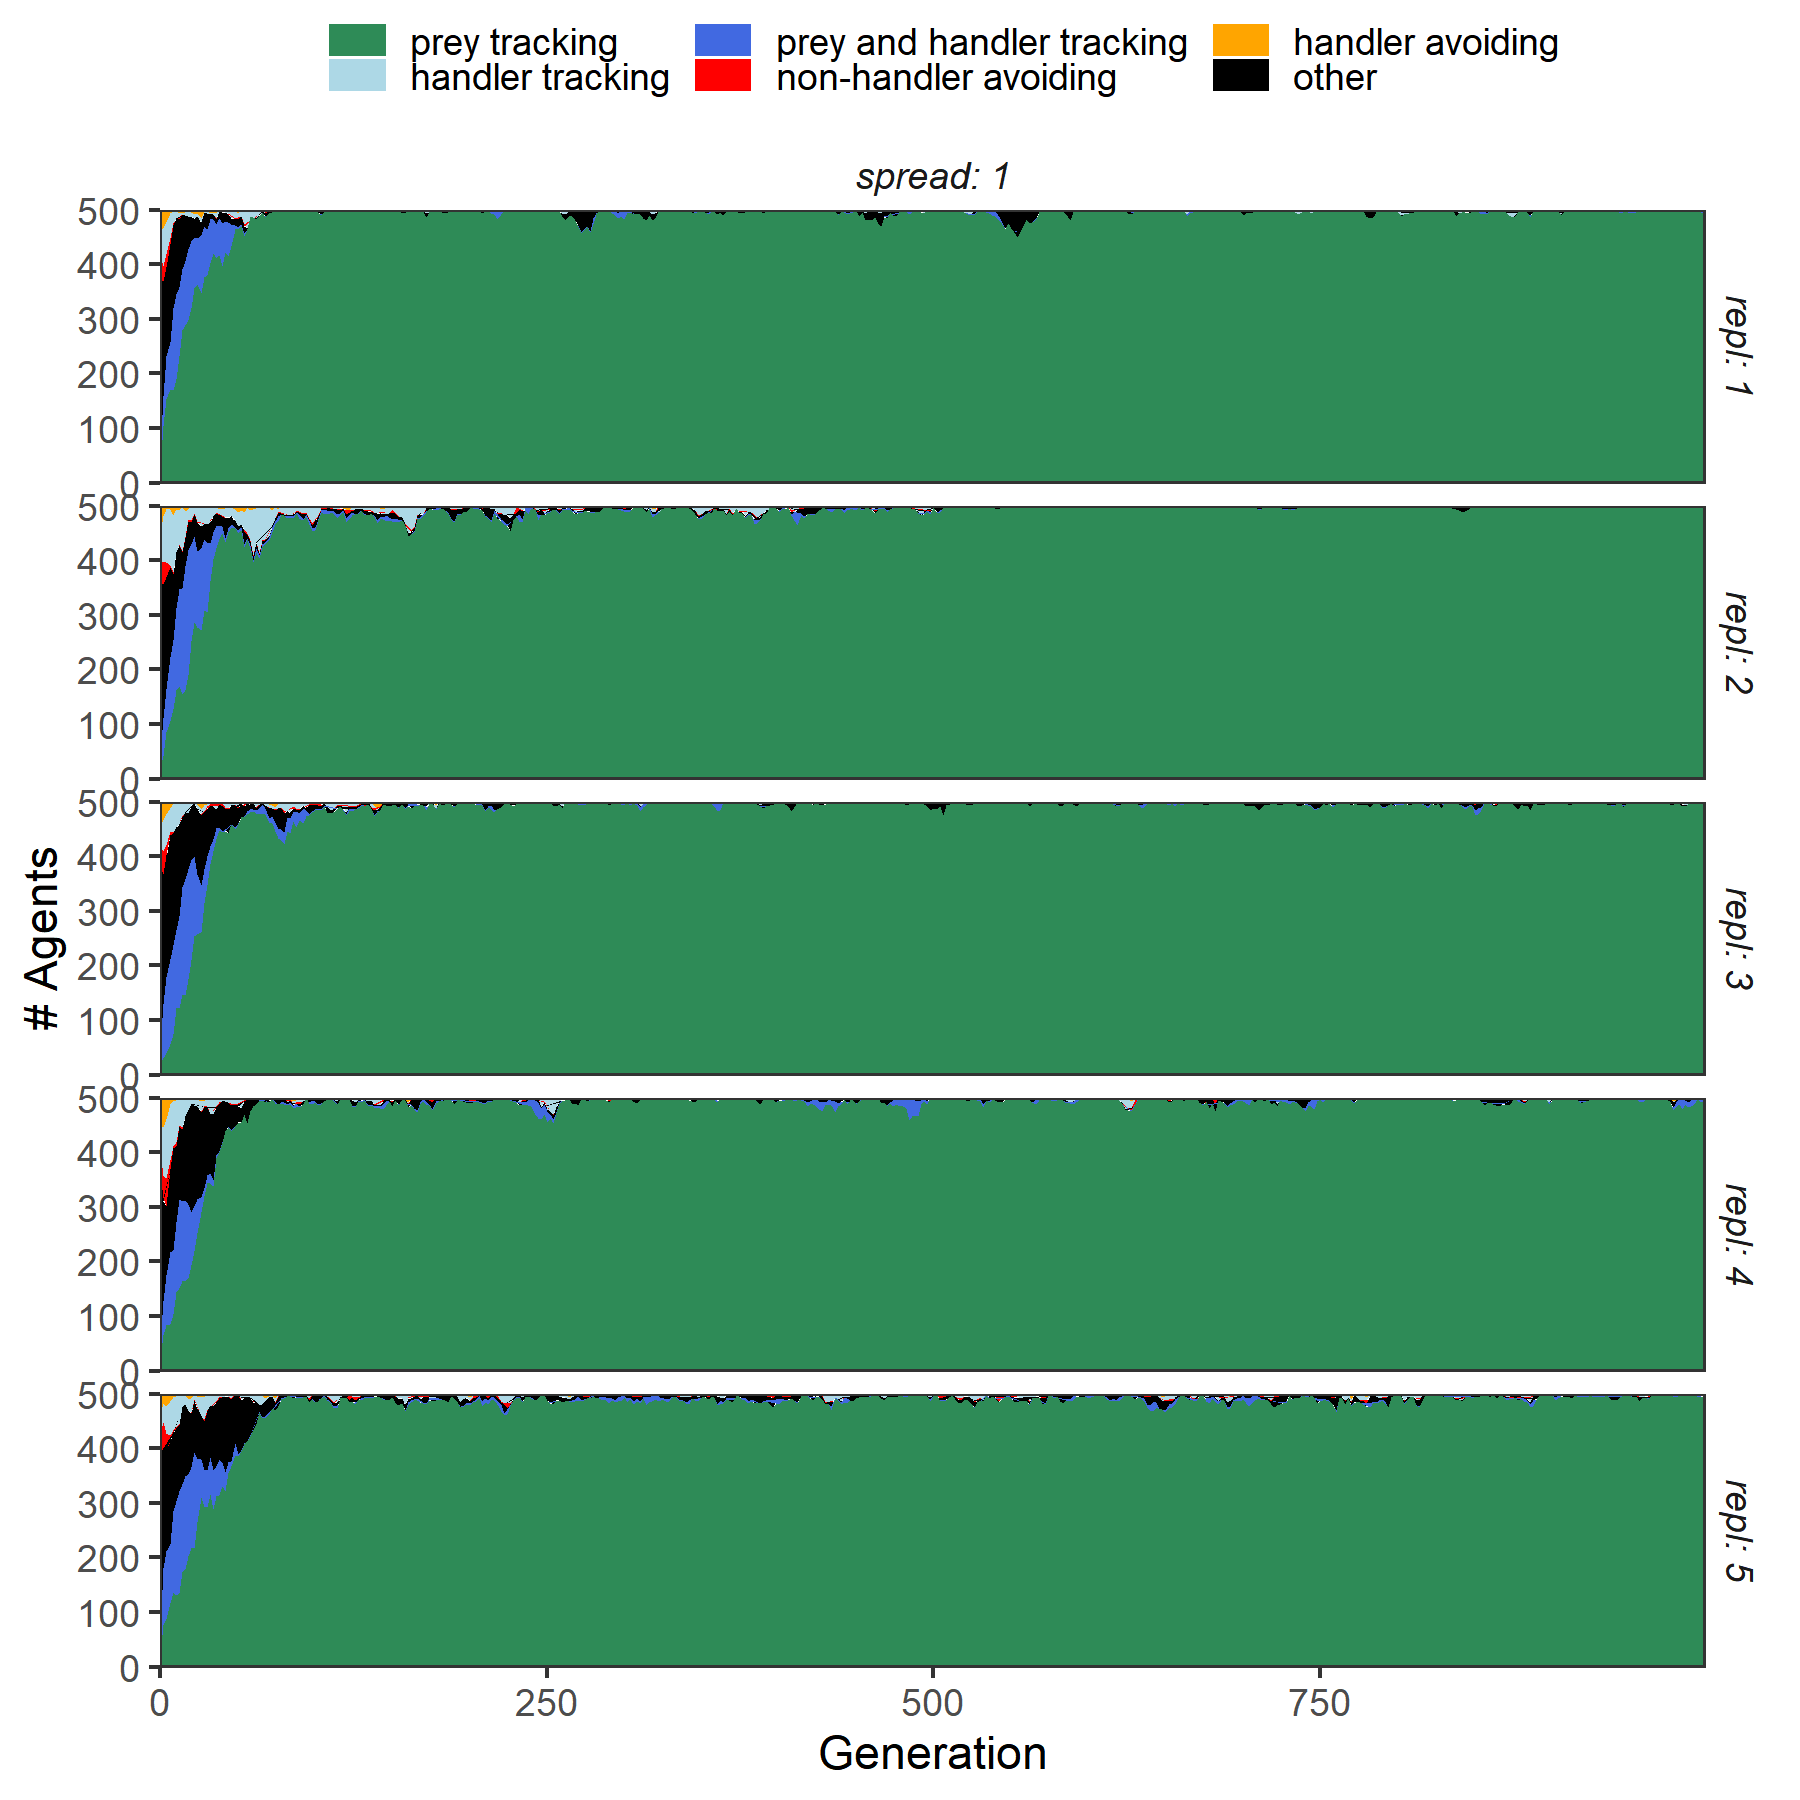 prey tracking
prey and handler tracking
handler avoiding
handler tracking
non-handler avoiding
other
spread: 1
500
400
300
200
100
0
repl: 1
500
400
300
200
100
0
repl: 2
500
400
300
200
100
0
repl: 3
500
400
300
200
100
0
repl: 4
500
400
300
200
100
0
repl: 5
# Agents
0
250
500
750
Generation